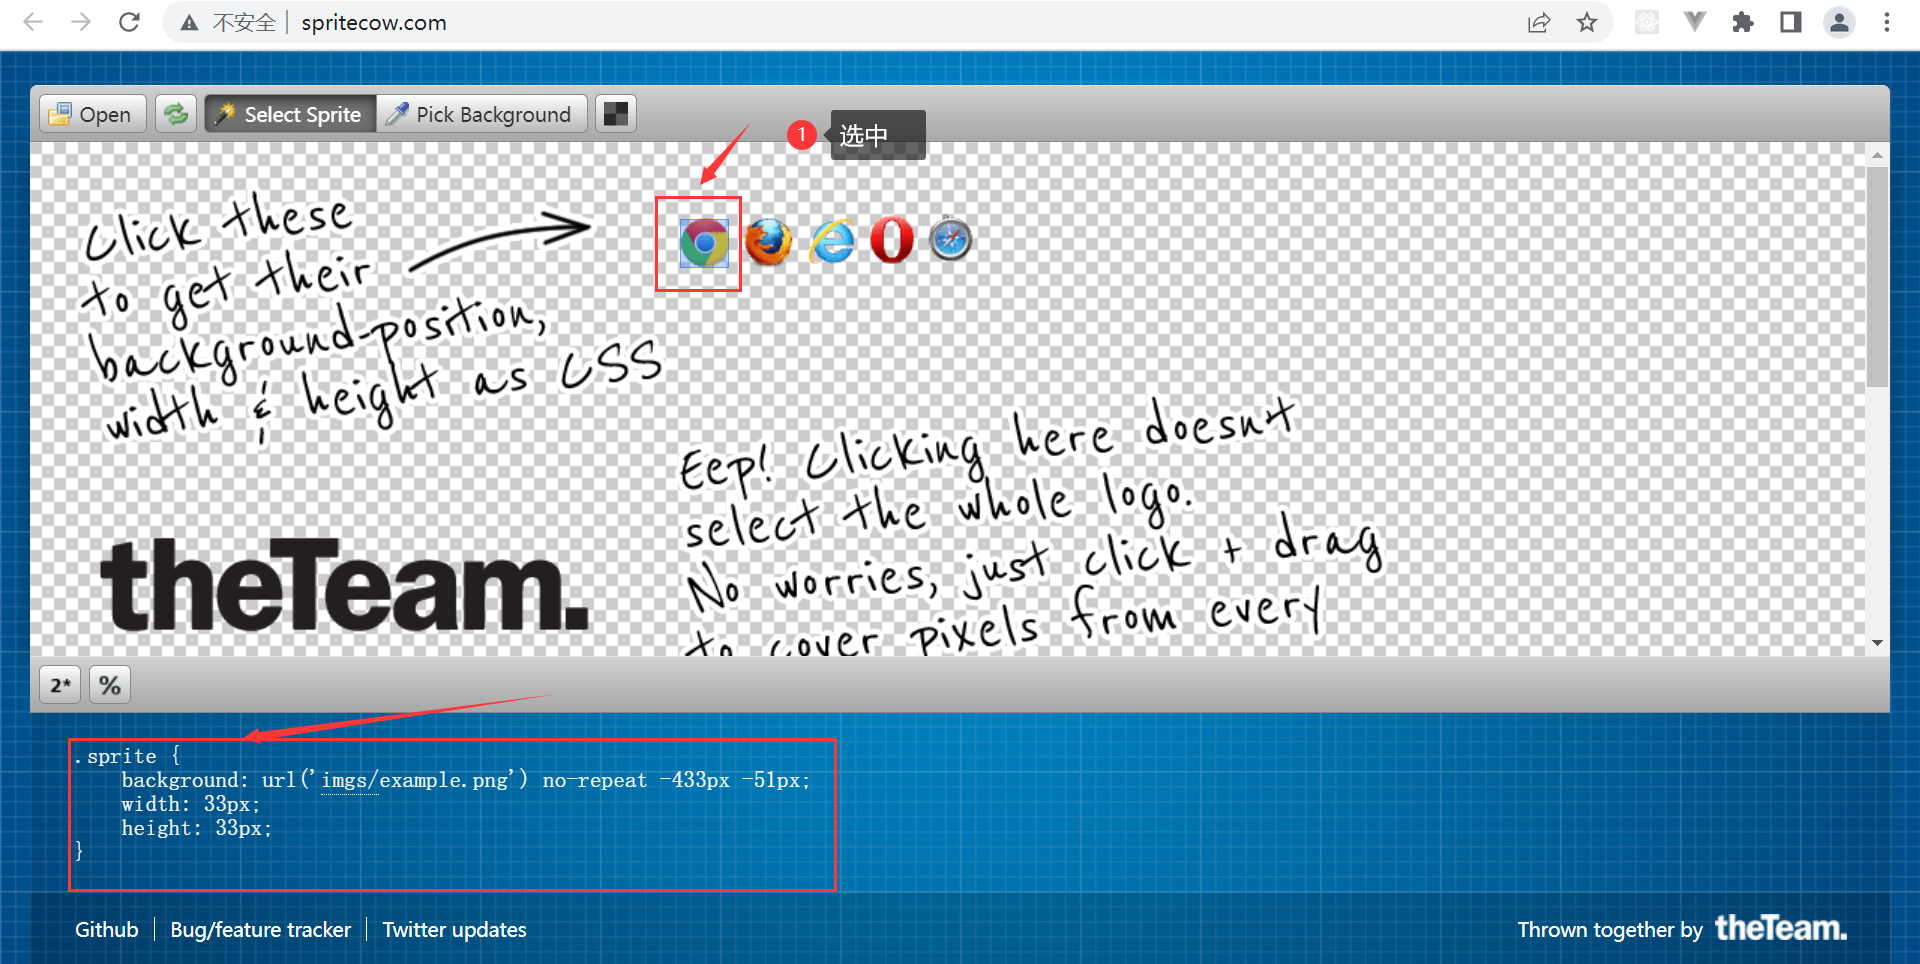 不安全 | spritecow.com
Open
Select Sprite
Pick Background
1
选中
Click these
to get their
background-position,
width & height as CSS
Eep! Clicking here doesn't
select the whole logo.
No worries, just click + drag
to cover pixels from every
theTeam.
2*
%
.sprite {
background: url('imgs/example.png') no-repeat -433px -51px;
width: 33px;
height: 33px;
}
Github
Bug/feature tracker
Twitter updates
Thrown together by theTeam.